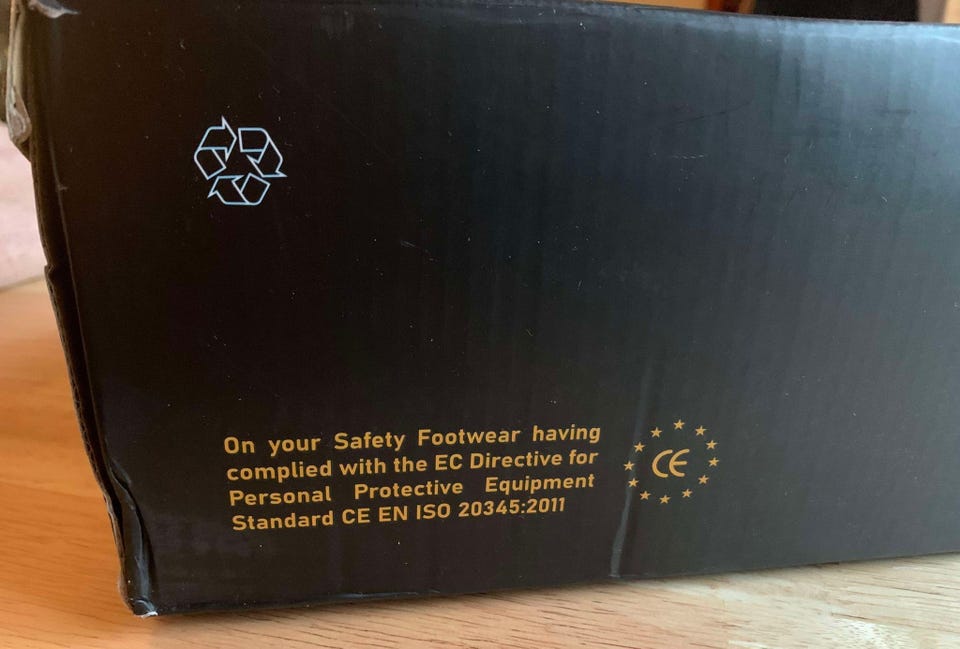 On your Safety Footwear having
complied with the EC Directive for
Personal Protective Equipment
Standard CE EN ISO 20345:2011
CE